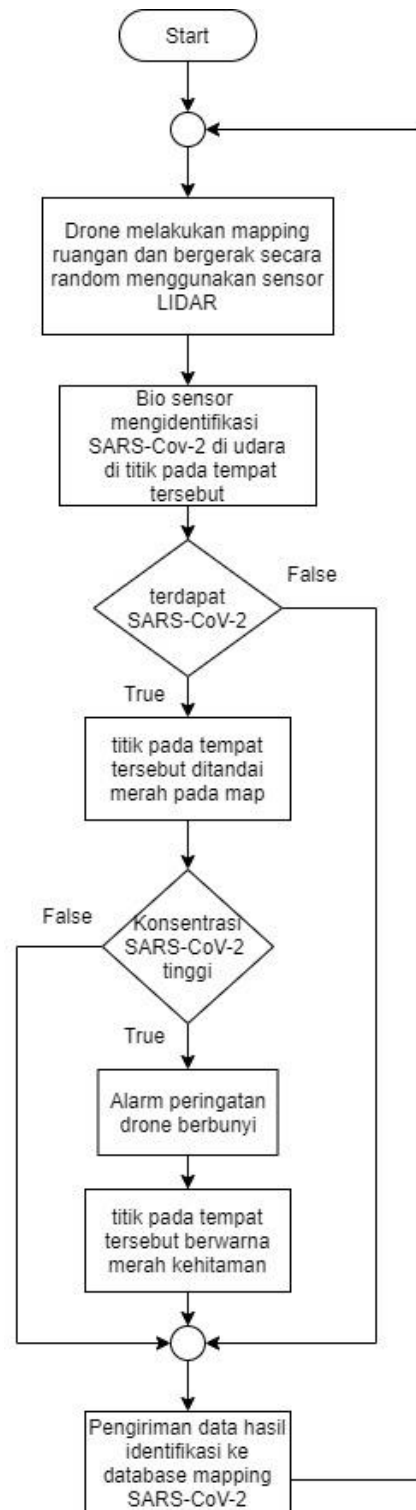 Start
Drone melakukan mapping
ruangan dan bergerak secara
random menggunakan sensor
LIDAR
Bio sensor
mengidentifikasi
SARS-Cov-2 di udara
di titik pada tempat
tersebut
terdapat
SARS-CoV-2
False
True
titik pada tempat
tersebut ditandai
merah pada map
Konsentrasi
SARS-CoV-2
tinggi
False
True
Alarm peringatan
drone berbunyi
titik pada tempat
tersebut berwarna
merah kehitaman
Pengiriman data hasil
identifikasi ke
database mapping
SARS-CoV-2